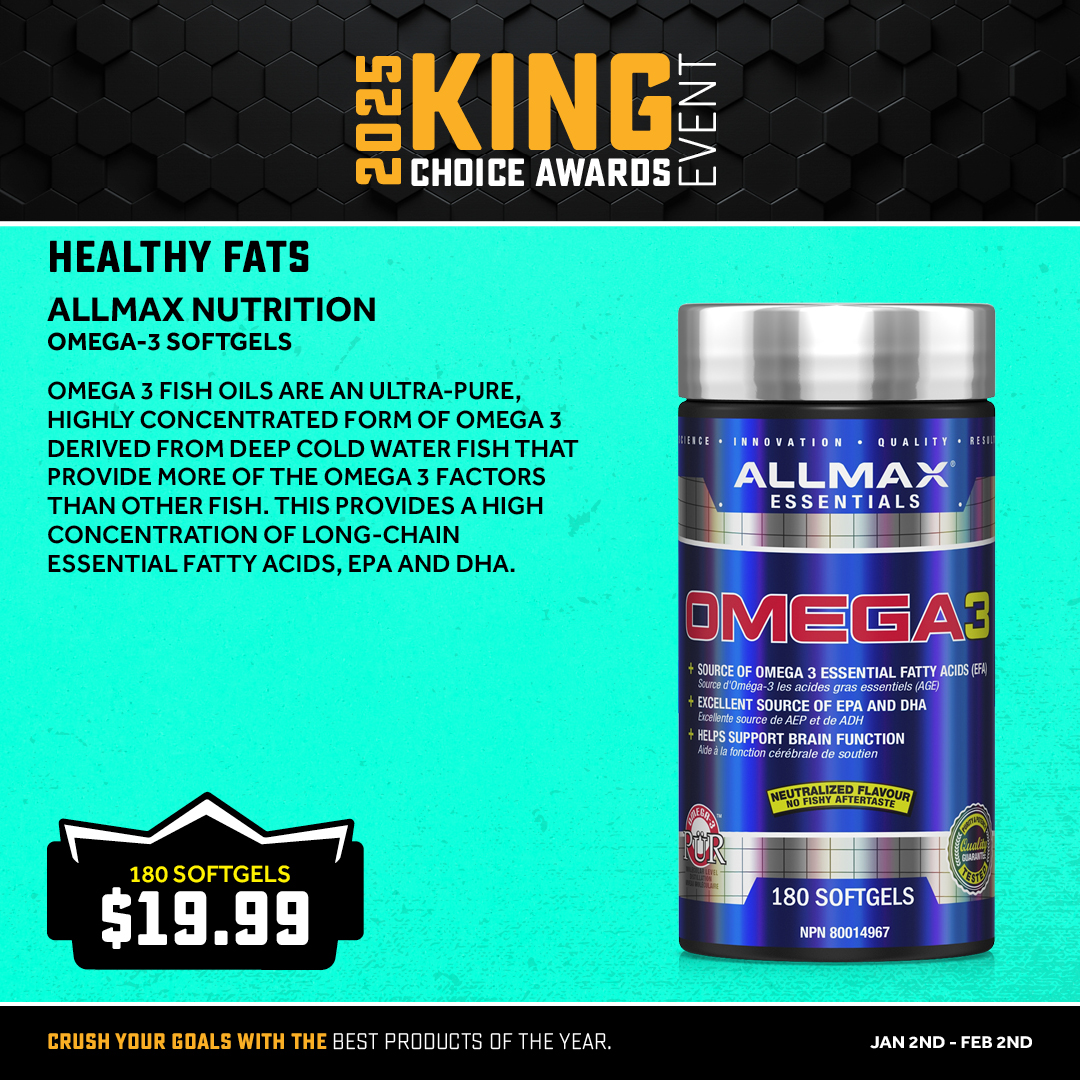 2025
KING
CHOICE AWARDS
EVENT
HEALTHY FATS
ALLMAX NUTRITION
OMEGA-3 SOFTGELS
OMEGA 3 FISH OILS ARE AN ULTRA-PURE,
HIGHLY CONCENTRATED FORM OF OMEGA 3
DERIVED FROM DEEP COLD WATER FISH THAT
PROVIDE MORE OF THE OMEGA 3 FACTORS
THAN OTHER FISH. THIS PROVIDES A HIGH
CONCENTRATION OF LONG-CHAIN
ESSENTIAL FATTY ACIDS, EPA AND DHA.
• INNOVATION • QUALITY •
ALLMAX®
ESSENTIALS
OMEGA3
+ SOURCE OF OMEGA 3 ESSENTIAL FATTY ACIDS (EFA)
Source d'Oméga-3 les acides gras essentiels (AGE)
+ EXCELLENT SOURCE OF EPA AND DHA
Excellente source de AEP et de ADH
+ HELPS SUPPORT BRAIN FUNCTION
Aide à la fonction cérébrale de soutien
NEUTRALIZED FLAVOUR
NO FISHY AFTERTASTE
OMEGA-3
PÜR™
Quality
GUARANTEE
TESTED
180 SOFTGELS
NPN 80014967
180 SOFTGELS
$19.99
CRUSH YOUR GOALS WITH THE BEST PRODUCTS OF THE YEAR.
JAN 2ND - FEB 2ND